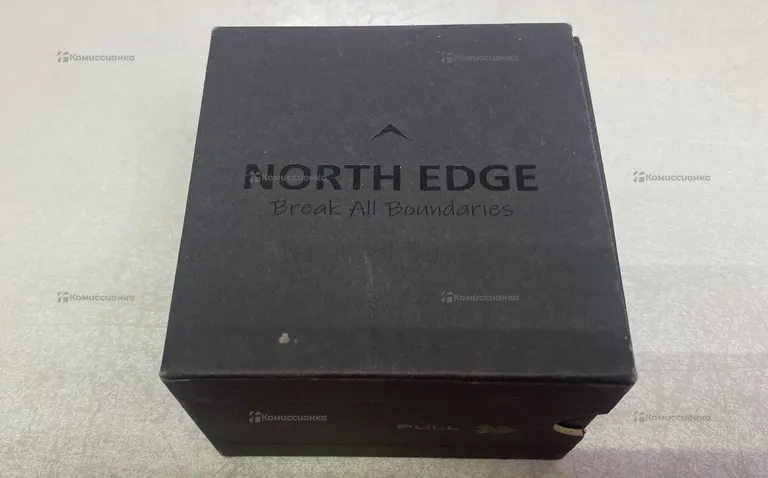 Комиссионка
Комиссионка
NORTH EDGE
Комиссионка
Комиссионка
Break All Boundaries
Комиссионка
Комиссионка
Комиссионка
Комиссионка
PULL